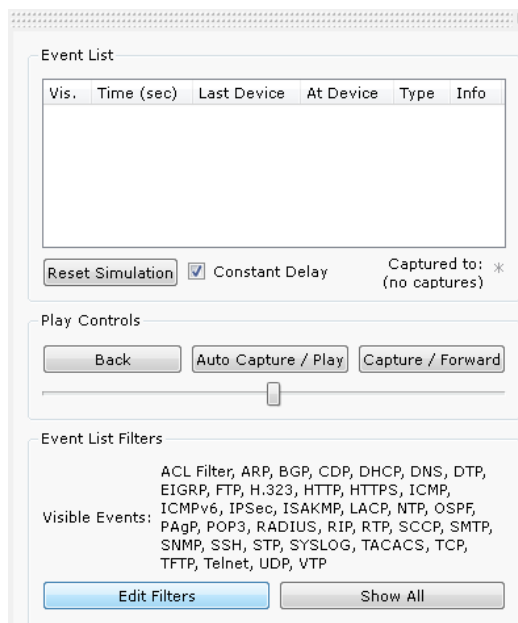 Event List
Vis. Time (sec) Last Device At Device Type Info
Reset Simulation Constant Delay Captured to: *
(no captures)
Play Controls
Back Auto Capture / Play Capture / Forward
Event List Filters
Visible Events:
ACL Filter, ARP, BGP, CDP, DHCP, DNS, DTP,
EIGRP, FTP, H.323, HTTP, HTTPS, ICMP,
ICMPv6, IPSec, ISAKMP, LACP, NTP, OSPF,
PAgP, POP3, RADIUS, RIP, RTP, SCCP, SMTP,
SNMP, SSH, STP, SYSLOG, TACACS, TCP,
TFTP, Telnet, UDP, VTP
Edit Filters Show All